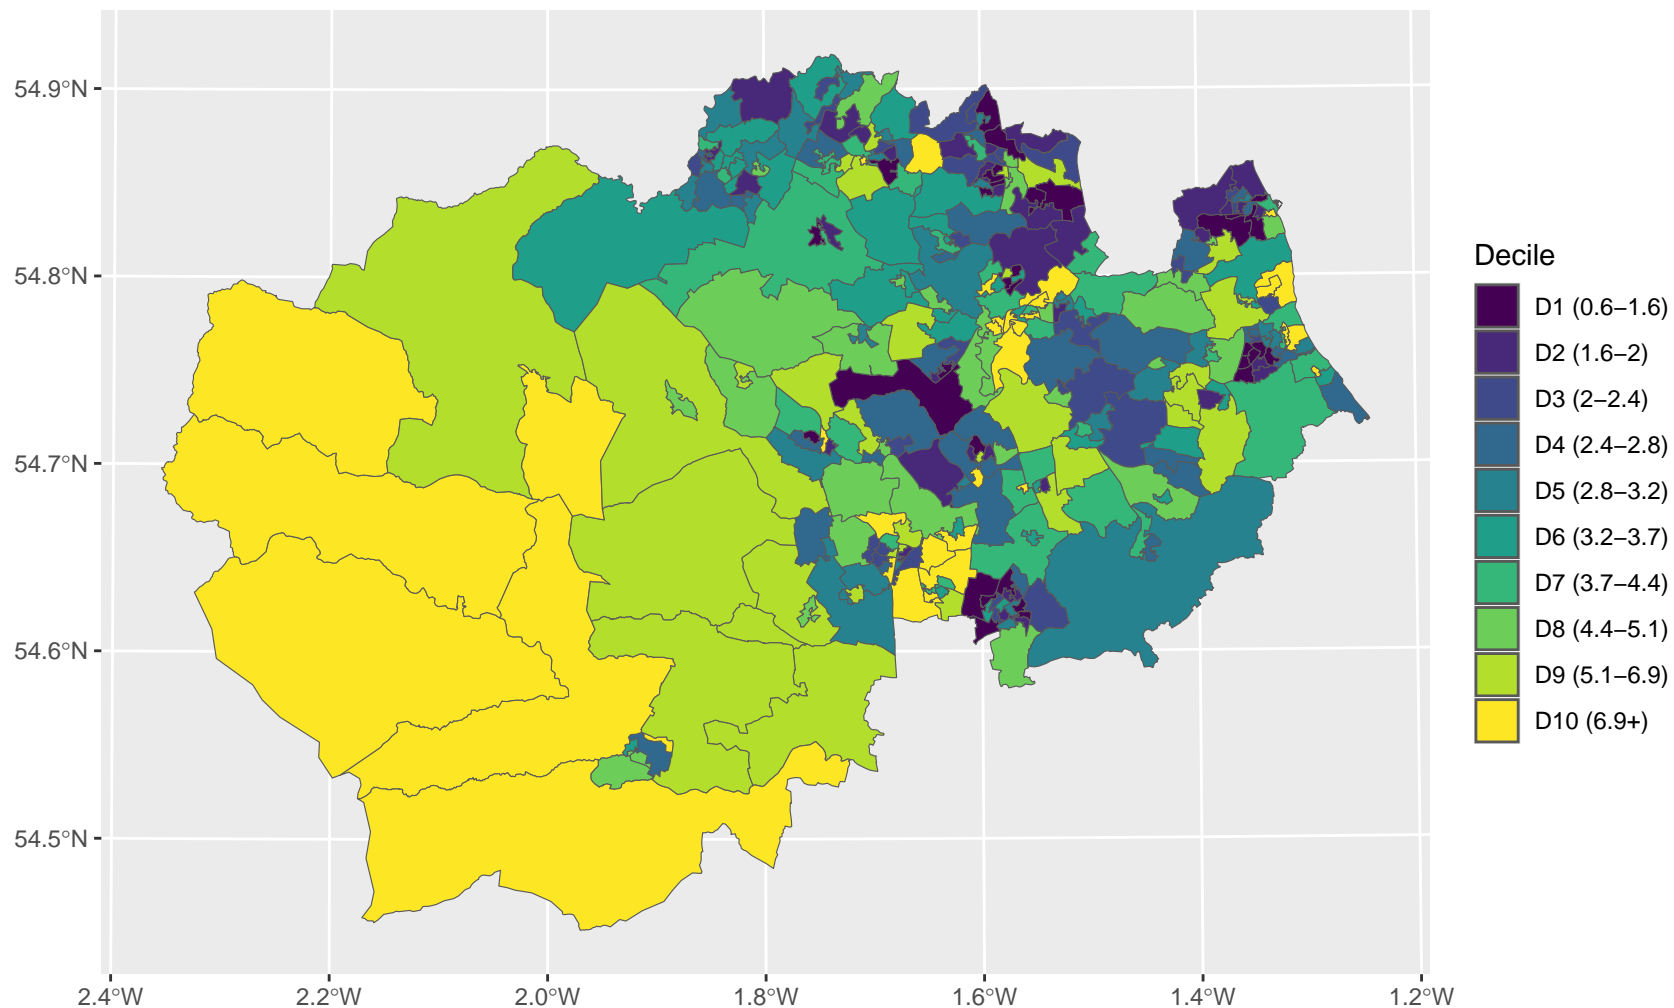 54.9°N
54.8°N
54.7°N
54.6°N
54.5°N
2.4°W
2.2°W
2.0°W
1.8°W
1.6°W
1.4°W
1.2°W
Decile
D1 (0.6–1.6)
D2 (1.6–2)
D3 (2–2.4)
D4 (2.4–2.8)
D5 (2.8–3.2)
D6 (3.2–3.7)
D7 (3.7–4.4)
D8 (4.4–5.1)
D9 (5.1–6.9)
D10 (6.9+)